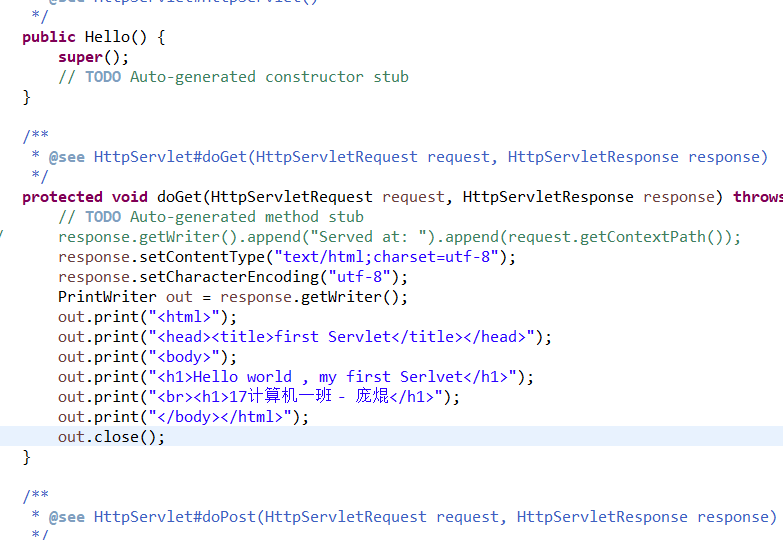 @see HttpServlet#HttpServlet()
*/
public Hello() {
super();
// TODO Auto-generated constructor stub
}
/**
* @see HttpServlet#doGet(HttpServletRequest request, HttpServletResponse response)
*/
protected void doGet(HttpServletRequest request, HttpServletResponse response) throws
// TODO Auto-generated method stub
/ response.getWriter().append("Served at: ").append(request.getContextPath());
response.setContentType("text/html;charset=utf-8");
response.setCharacterEncoding("utf-8");
PrintWriter out = response.getWriter();
out.print("<html>");
out.print("<head><title>first Servlet</title></head>");
out.print("<body>");
out.print("<h1>Hello world , my first Serlvet</h1>");
out.print("<br><h1>17计算机一班 - 庞焜</h1>");
out.print("</body></html>");
out.close();
}
/**
* @see HttpServlet#doPost(HttpServletRequest request, HttpServletResponse response)
*/